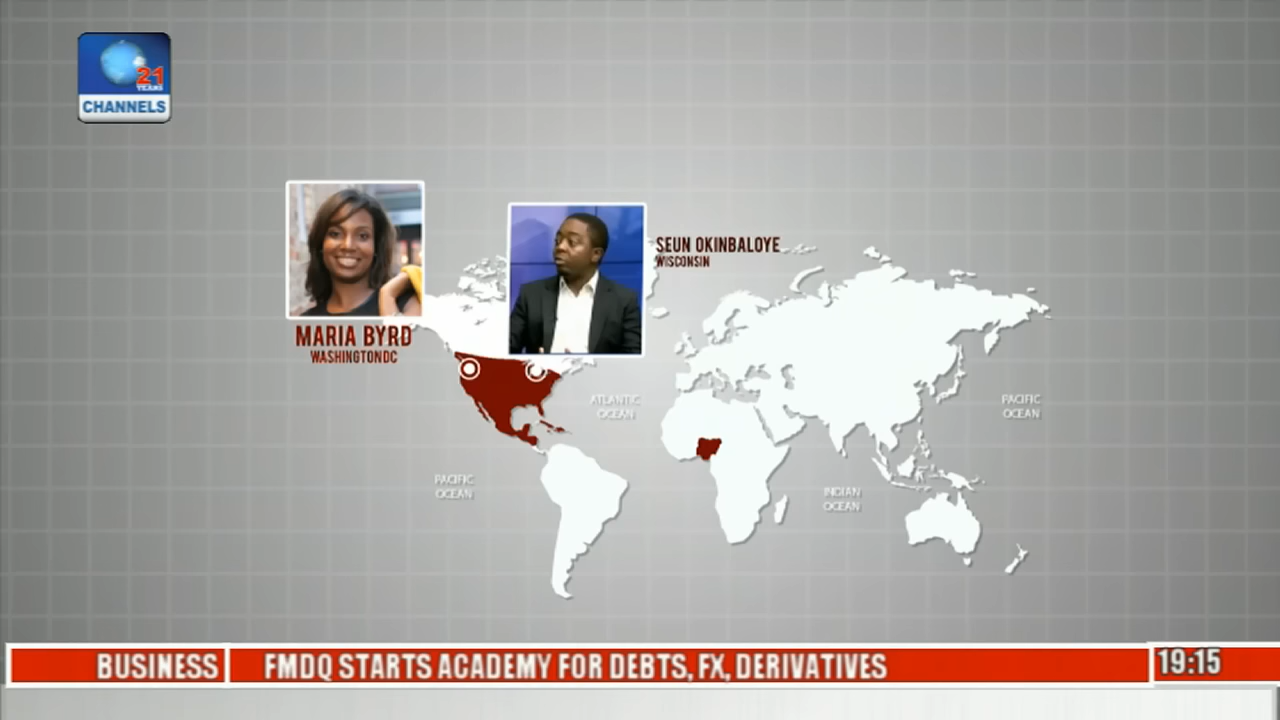 21
YEARS
CHANNELS
SEUN OKINBALOYE
WISCONSIN
MARIA BYRD
WASHINGTONDC
ATLANTIC
OCEAN
PACIFIC
OCEAN
PACIFIC
OCEAN
INDIAN
OCEAN
BUSINESS
FMDQ STARTS ACADEMY FOR DEBTS, FX, DERIVATIVES
19:15